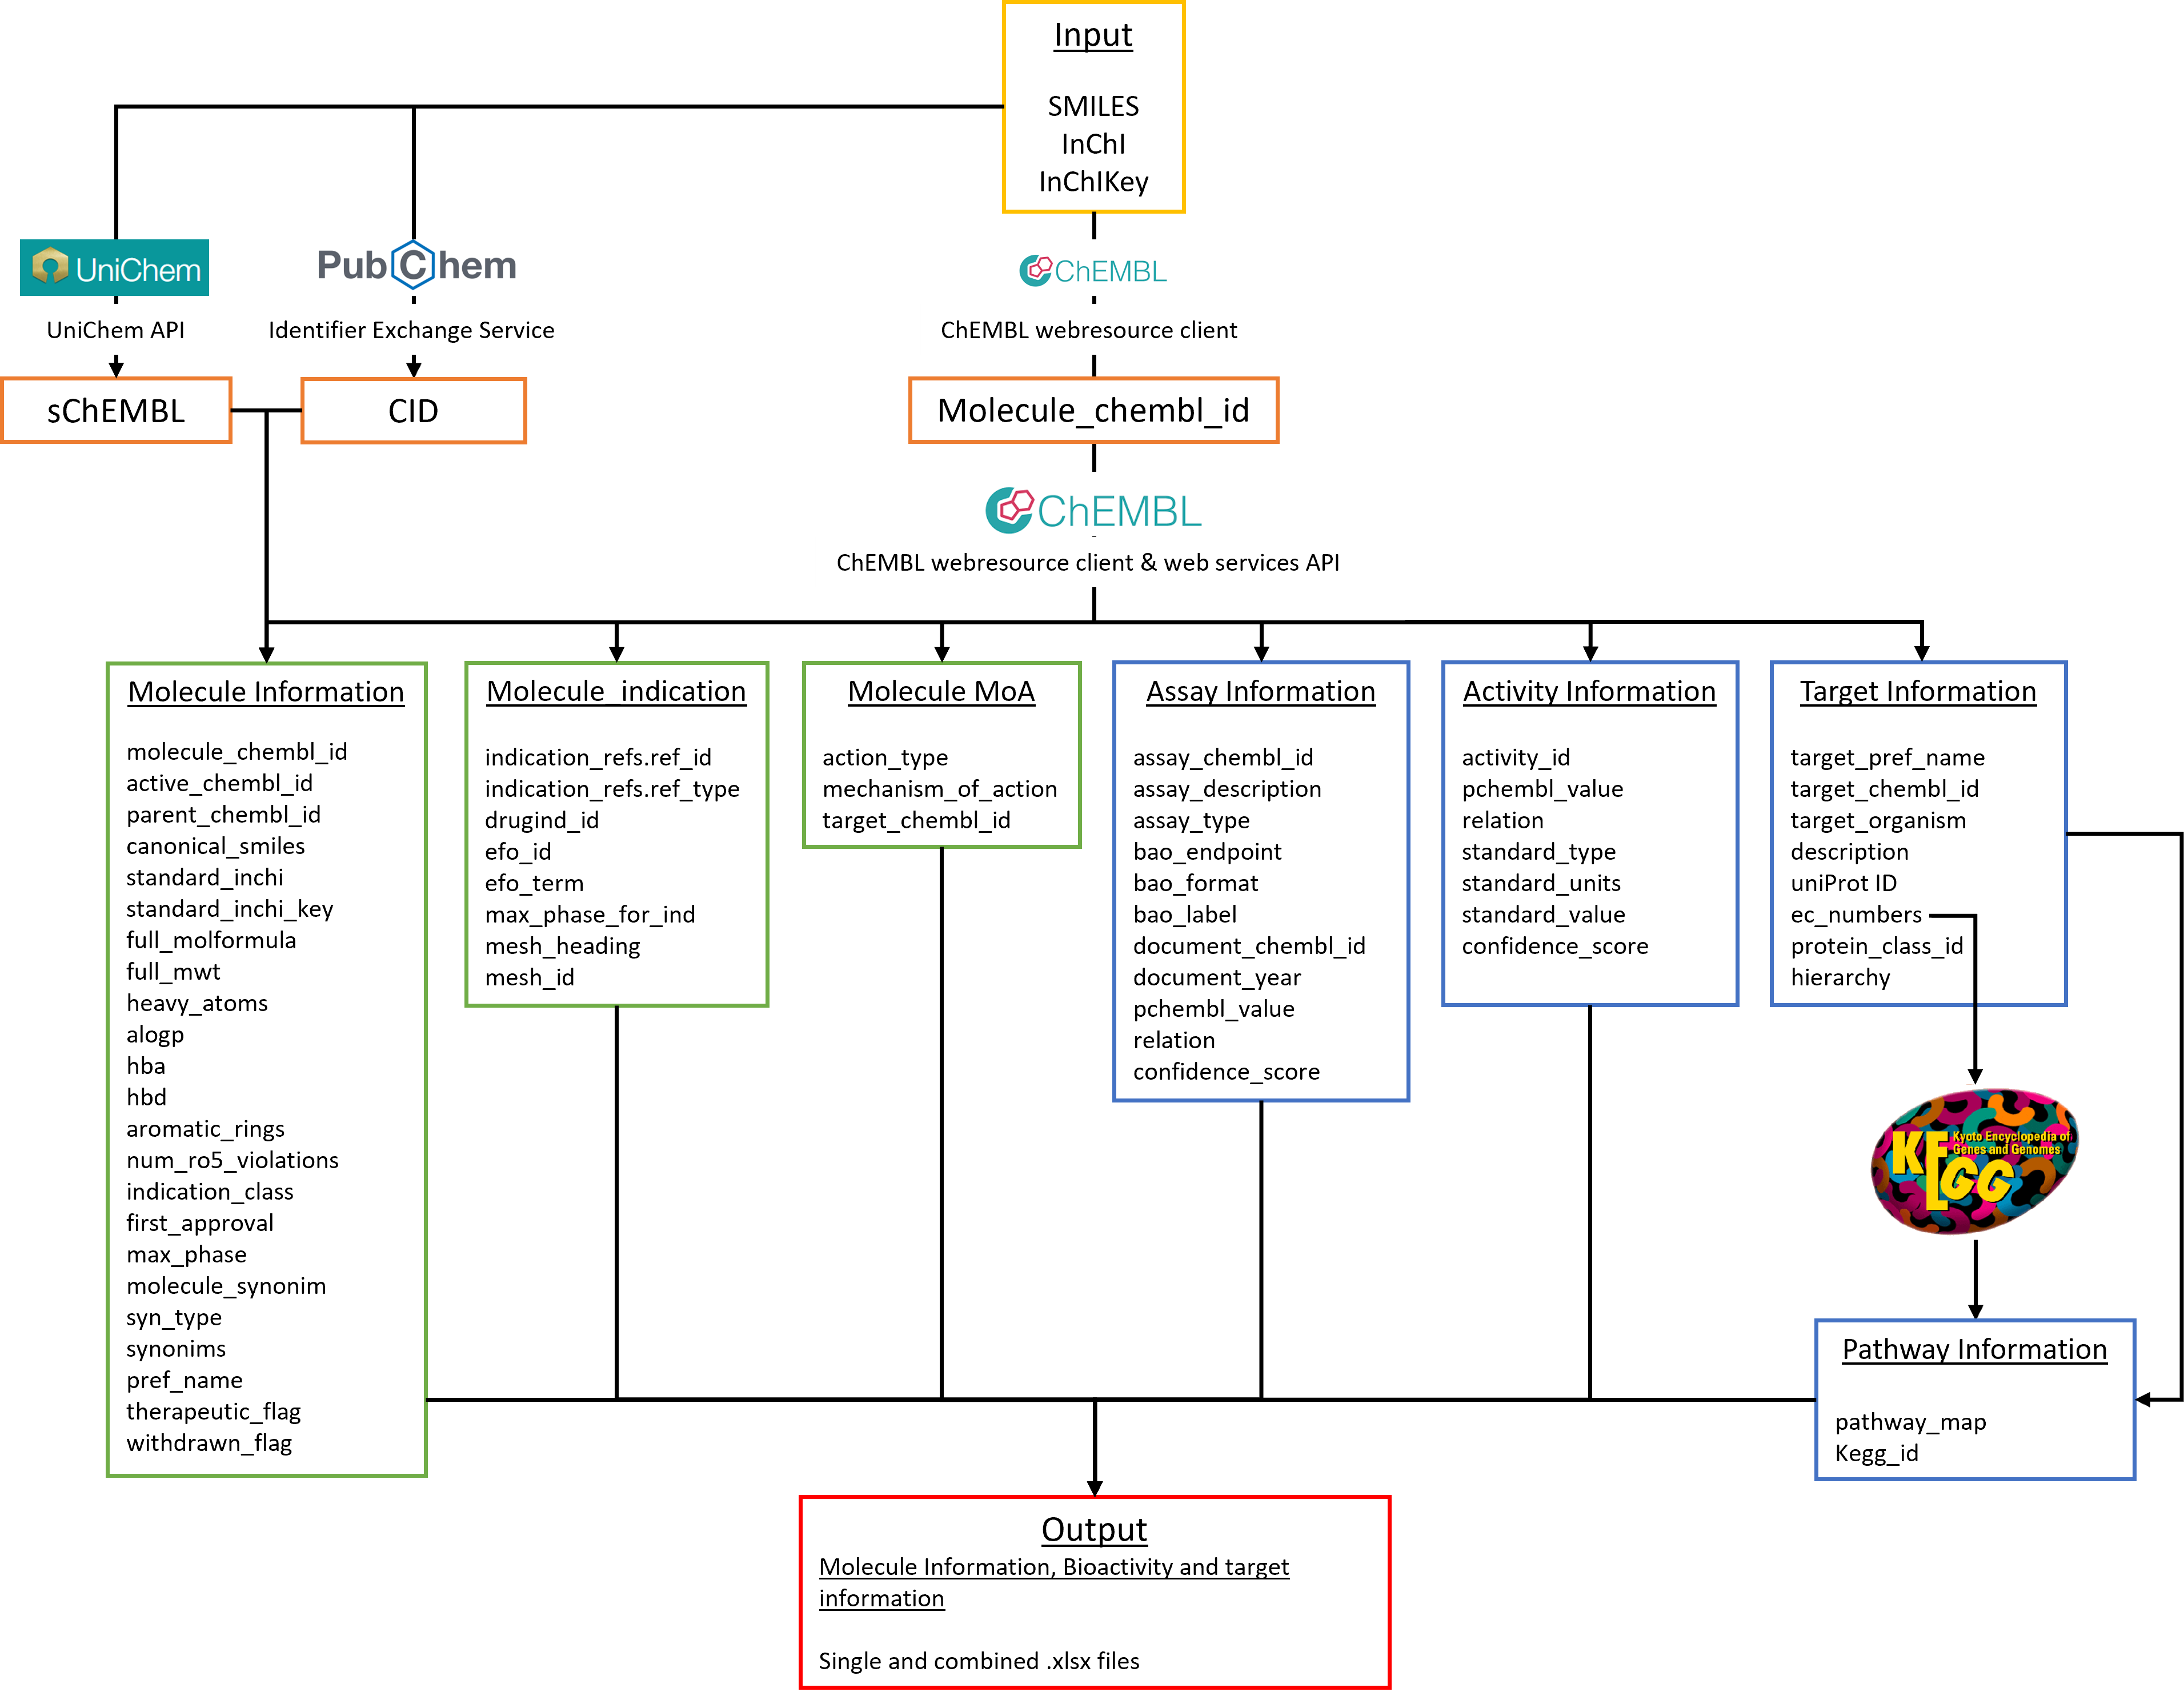 Input
SMILES
InChI
InChIKey
UniChem
PubChem
ChEMBL
UniChem API
Identifier Exchange Service
ChEMBL webresource client
sChEMBL
CID
Molecule_chembl_id
ChEMBL
ChEMBL webresource client & web services API
Molecule Information
molecule_chembl_id
active_chembl_id
parent_chembl_id
canonical_smiles
standard_inchi
standard_inchi_key
full_molformula
full_mwt
heavy_atoms
alogp
hba
hbd
aromatic_rings
num_ro5_violations
indication_class
first_approval
max_phase
molecule_synonim
syn_type
synonims
pref_name
therapeutic_flag
withdrawn_flag
Molecule_indication
indication_refs.ref_id
indication_refs.ref_type
drugind_id
efo_id
efo_term
max_phase_for_ind
mesh_heading
mesh_id
Molecule MoA
action_type
mechanism_of_action
target_chembl_id
Assay Information
assay_chembl_id
assay_description
assay_type
bao_endpoint
bao_format
bao_label
document_chembl_id
document_year
pchembl_value
relation
confidence_score
Activity Information
activity_id
pchembl_value
relation
standard_type
standard_units
standard_value
confidence_score
Target Information
target_pref_name
target_chembl_id
target_organism
description
uniProt ID
ec_numbers
protein_class_id
hierarchy
KEGG
Kyoto Encyclopedia of
Genes and Genomes
Pathway Information
pathway_map
Kegg_id
Output
Molecule Information, Bioactivity and target
information
Single and combined .xlsx files